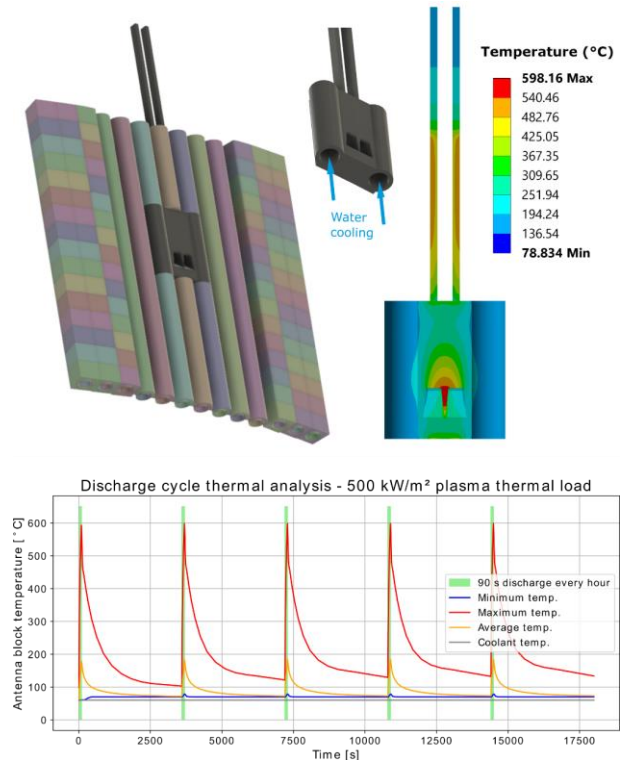 Temperature (°C)
598.16 Max
540.46
482.76
425.05
367.35
309.65
251.94
194.24
136.54
78.834 Min
Water
cooling
Discharge cycle thermal analysis - 500 kW/m² plasma thermal load
Antenna block temperature [°C]
600
500
400
300
200
100
0
90 s discharge every hour
Minimum temp.
Maximum temp.
Average temp.
Coolant temp.
0 2500 5000 7500 10000 12500 15000 17500
Time [s]